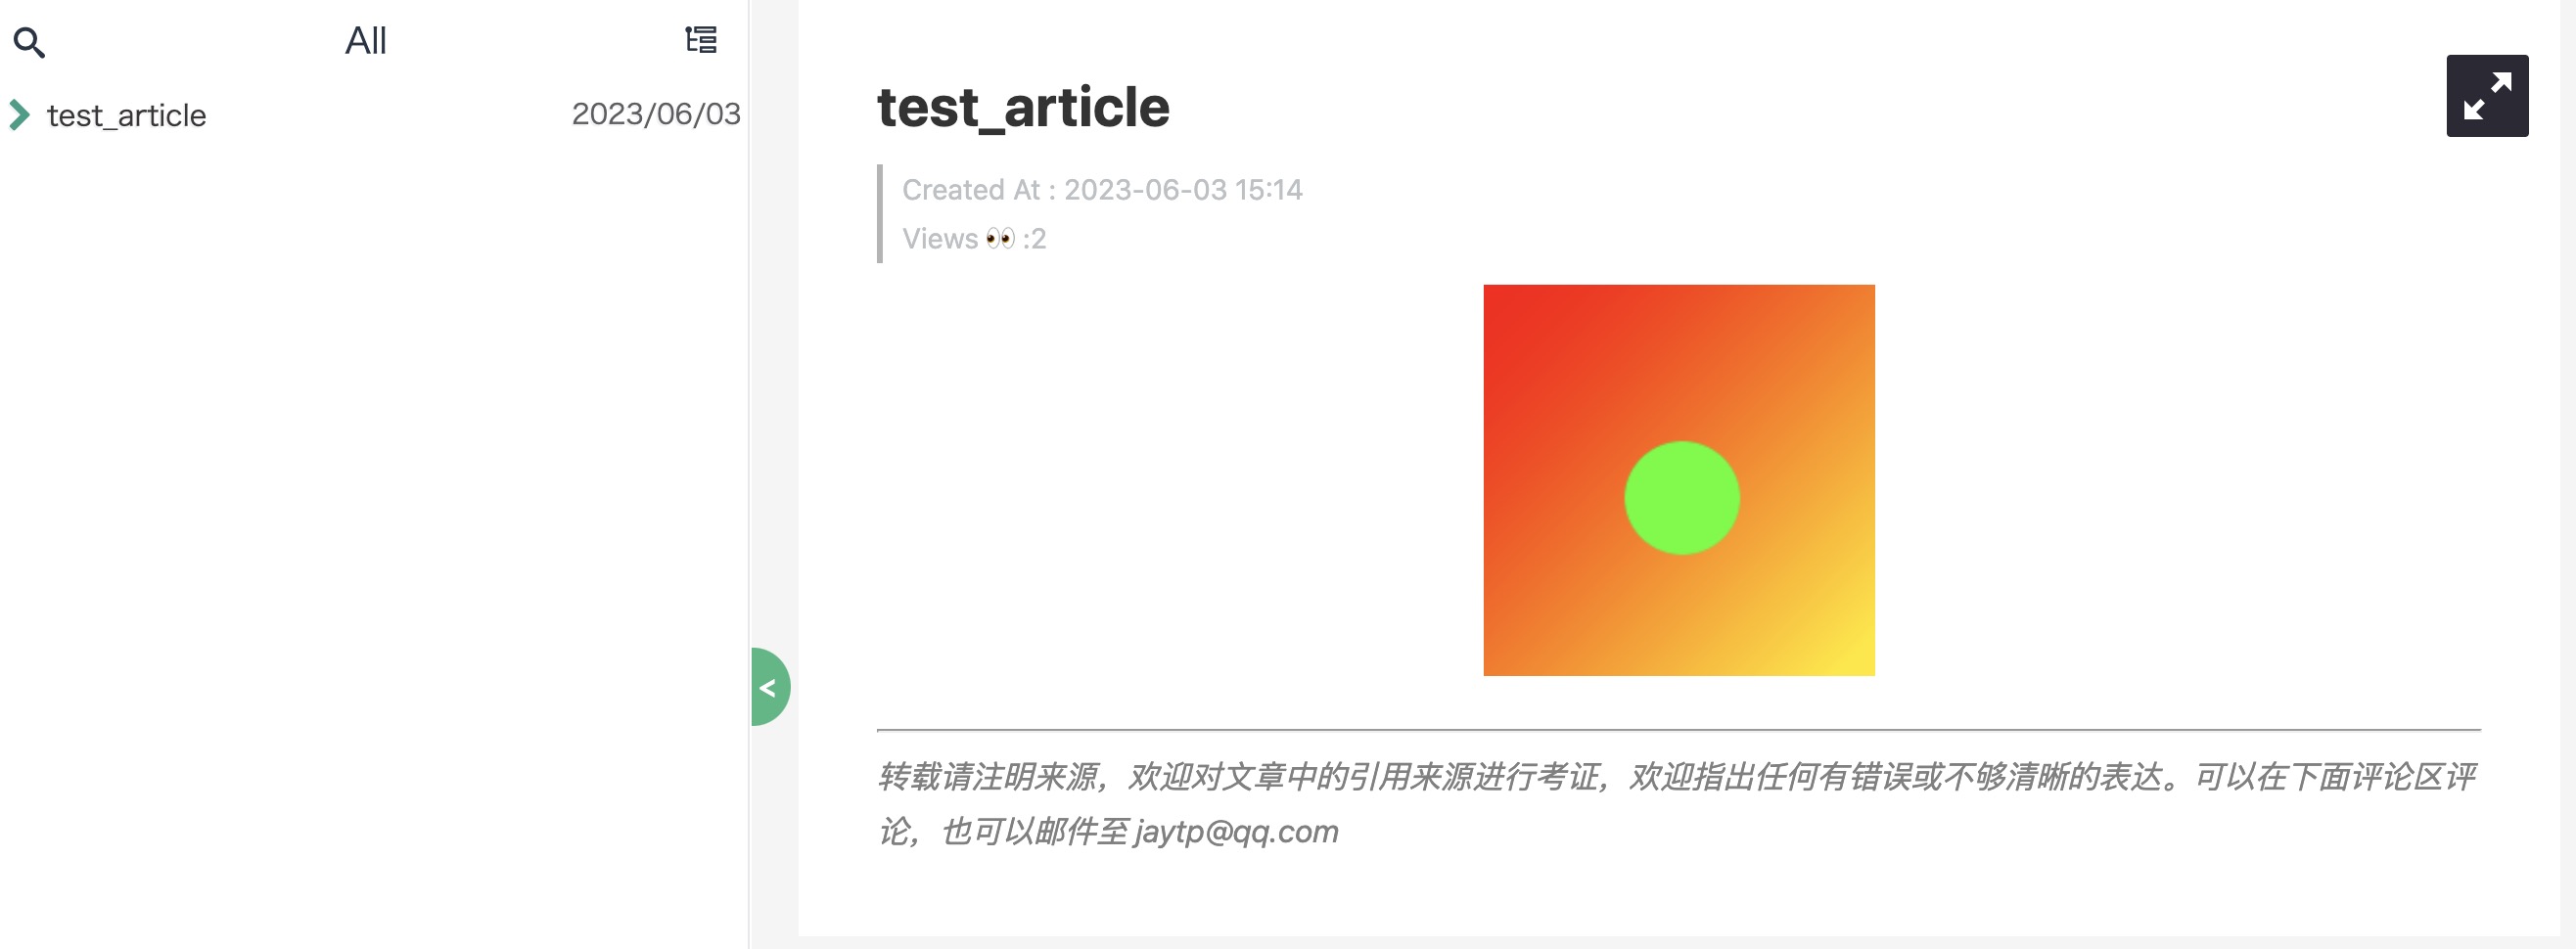 All
test_article 2023/06/03
test_article
Created At : 2023-06-03 15:14
Views 👀 :2
<
转载请注明来源，欢迎对文章中的引用来源进行考证，欢迎指出任何有错误或不够清晰的表达。可以在下面评论区评
论，也可以邮件至 jaytp@qq.com